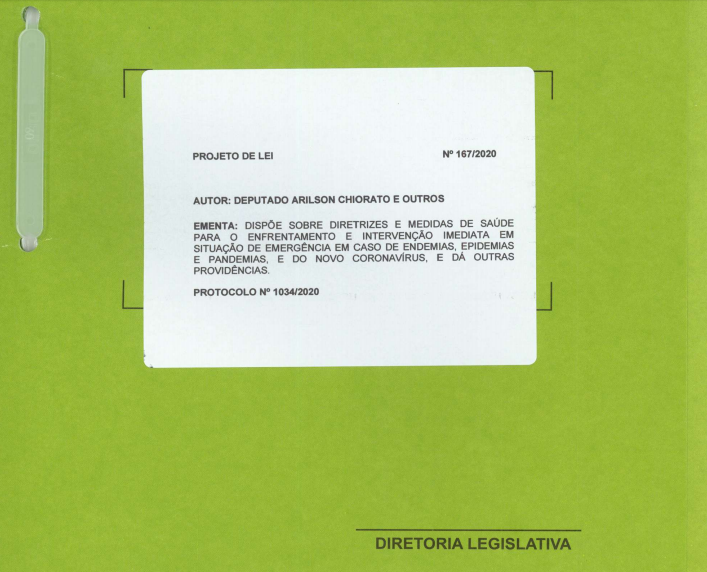 PROJETO DE LEI Nº 167/2020
AUTOR: DEPUTADO ARILSON CHIORATO E OUTROS
EMENTA: DISPÕE SOBRE DIRETRIZES E MEDIDAS DE SAÚDE
PARA O ENFRENTAMENTO E INTERVENÇÃO IMEDIATA EM
SITUAÇÃO DE EMERGÊNCIA EM CASO DE ENDEMIAS, EPIDEMIAS
E PANDEMIAS, E DO NOVO CORONAVÍRUS, E DÁ OUTRAS
PROVIDÊNCIAS.
PROTOCOLO Nº 1034/2020
DIRETORIA LEGISLATIVA